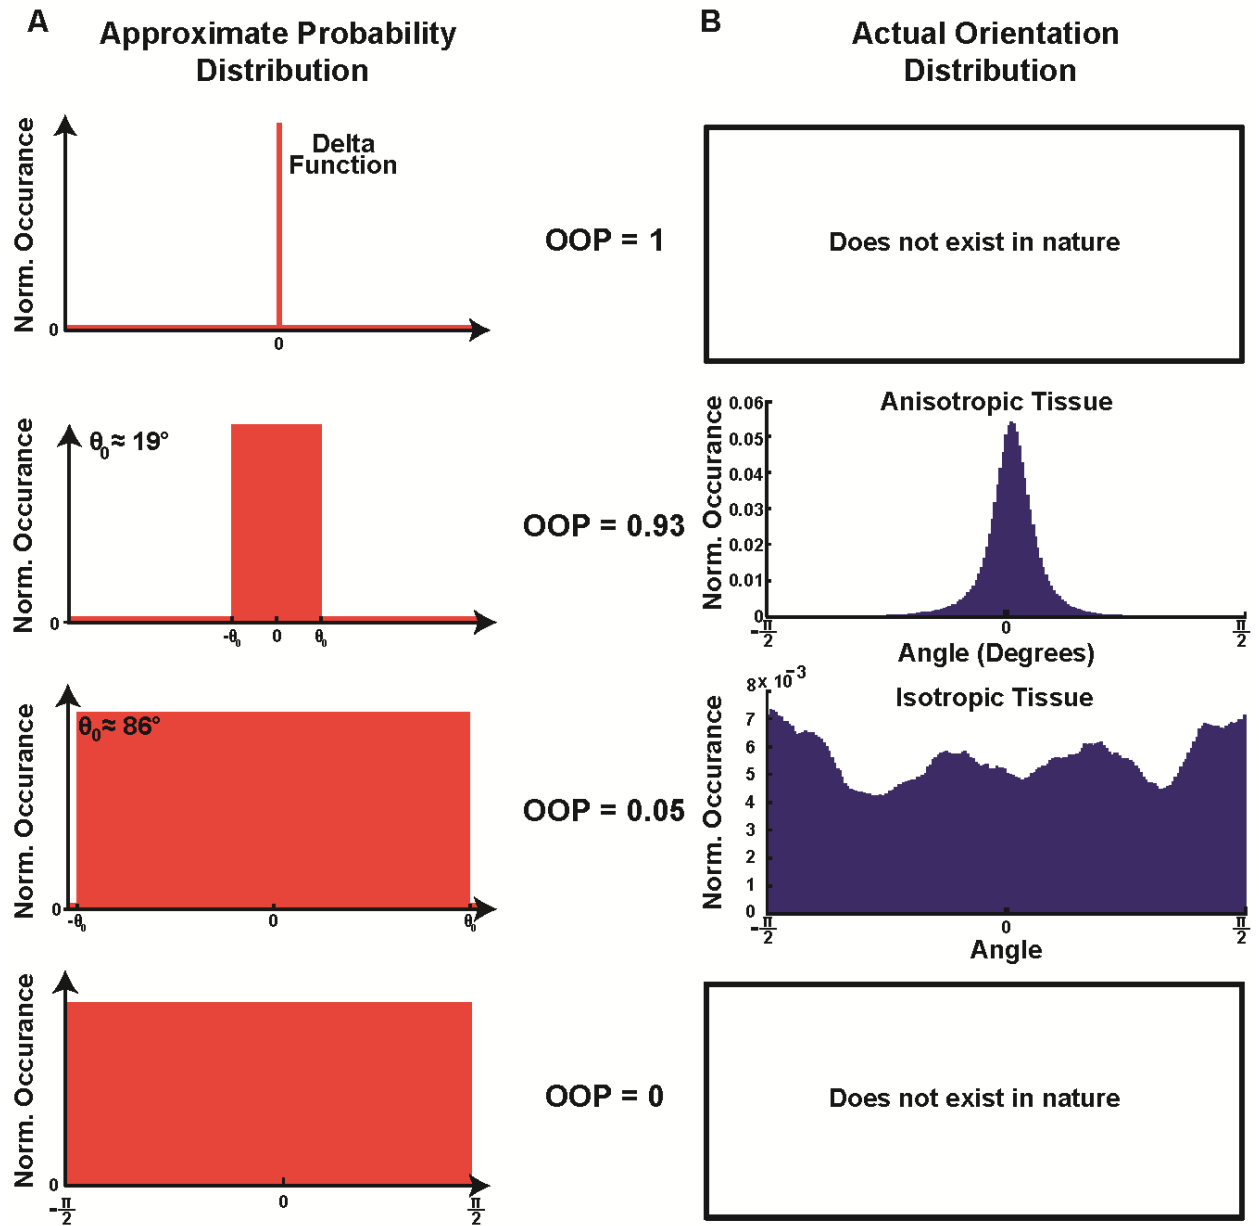 A
Approximate Probability
Distribution
B
Actual Orientation
Distribution
Norm. Occurance
Delta
Function
0
0
OOP = 1
Does not exist in nature
Norm. Occurance
θ₀ ≈ 19°
0
-θ₀ 0 θ₀
OOP = 0.93
Norm. Occurance
Anisotropic Tissue
0.06
0.05
0.04
0.03
0.02
0.01
0
-π/2 0 π/2
Angle (Degrees)
Norm. Occurance
θ₀ ≈ 86°
0
-θ₀ 0 θ₀
OOP = 0.05
Norm. Occurance
8× 10⁻³
Isotropic Tissue
7
6
5
4
3
2
1
0
-π/2 0 π/2
Angle
Norm. Occurance
0
-π/2 0 π/2
OOP = 0
Does not exist in nature